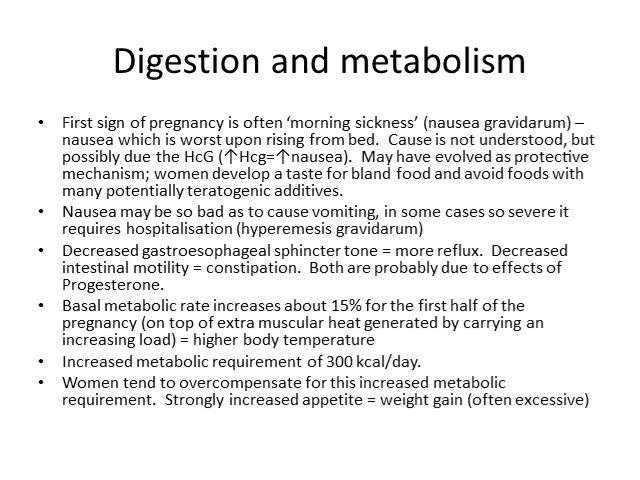 Digestion and metabolism
• First sign of pregnancy is often ‘morning sickness’ (nausea gravidarum) –
nausea which is worst upon rising from bed.  Cause is not understood, but
possibly due the HcG (↑Hcg=↑nausea).  May have evolved as protective
mechanism; women develop a taste for bland food and avoid foods with
many potentially teratogenic additives.
• Nausea may be so bad as to cause vomiting, in some cases so severe it
requires hospitalisation (hyperemesis gravidarum)
• Decreased gastroesophageal sphincter tone = more reflux.  Decreased
intestinal motility = constipation.  Both are probably due to effects of
Progesterone.
• Basal metabolic rate increases about 15% for the first half of the
pregnancy (on top of extra muscular heat generated by carrying an
increasing load) = higher body temperature
• Increased metabolic requirement of 300 kcal/day.
• Women tend to overcompensate for this increased metabolic
requirement.  Strongly increased appetite = weight gain (often excessive)